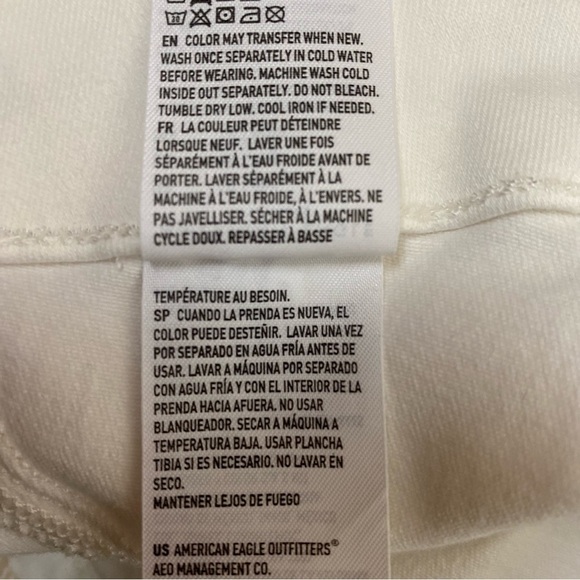 EN COLOR MAY TRANSFER WHEN NEW.
WASH ONCE SEPARATELY IN COLD WATER
BEFORE WEARING. MACHINE WASH COLD
INSIDE OUT SEPARATELY. DO NOT BLEACH.
TUMBLE DRY LOW. COOL IRON IF NEEDED.
FR LA COULEUR PEUT DÉTEINDRE
LORSQUE NEUF. LAVER UNE FOIS
SÉPARÉMENT À L'EAU FROIDE AVANT DE
PORTER. LAVER SÉPARÉMENT À LA
MACHINE À L'EAU FROIDE, À L'ENVERS. NE
PAS JAVELLISER. SÉCHER À LA MACHINE
CYCLE DOUX. REPASSER À BASSE
TEMPÉRATURE AU BESOIN.
SP CUANDO LA PRENDA ES NUEVA, EL
COLOR PUEDE DESTEÑIR. LAVAR UNA VEZ
POR SEPARADO EN AGUA FRÍA ANTES DE
USAR. LAVAR A MÁQUINA POR SEPARADO
CON AGUA FRÍA Y CON EL INTERIOR DE LA
PRENDA HACIA AFUERA. NO USAR
BLANQUEADOR. SECAR A MÁQUINA A
TEMPERATURA BAJA. USAR PLANCHA
TIBIA SI ES NECESARIO. NO LAVAR EN
SECO.
MANTENER LEJOS DE FUEGO
US AMERICAN EAGLE OUTFITTERS®
AEO MANAGEMENT CO.